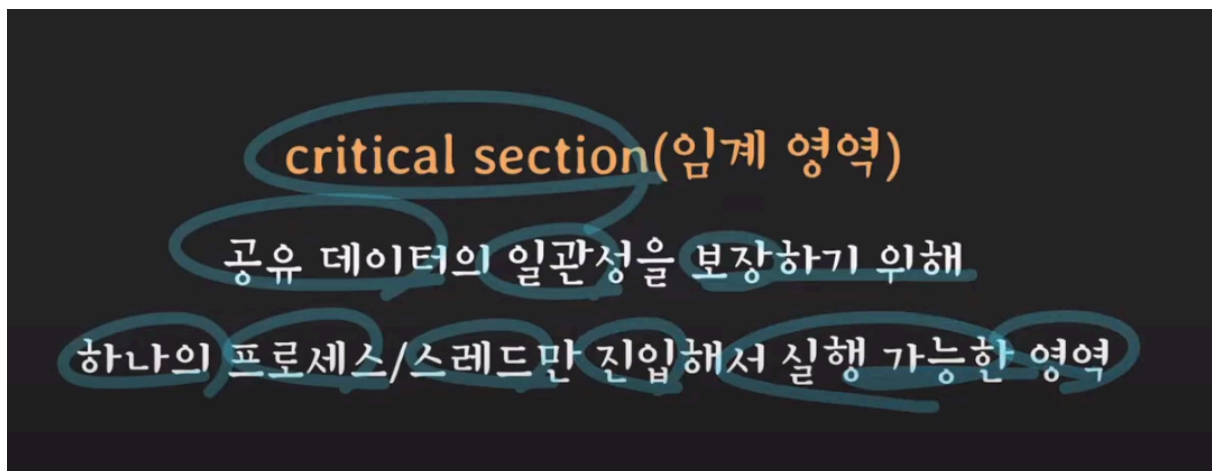 critical section(임계 영역)
공유 데이터의 일관성을 보장하기 위해
하나의 프로세스/스레드만 진입해서 실행 가능한 영역